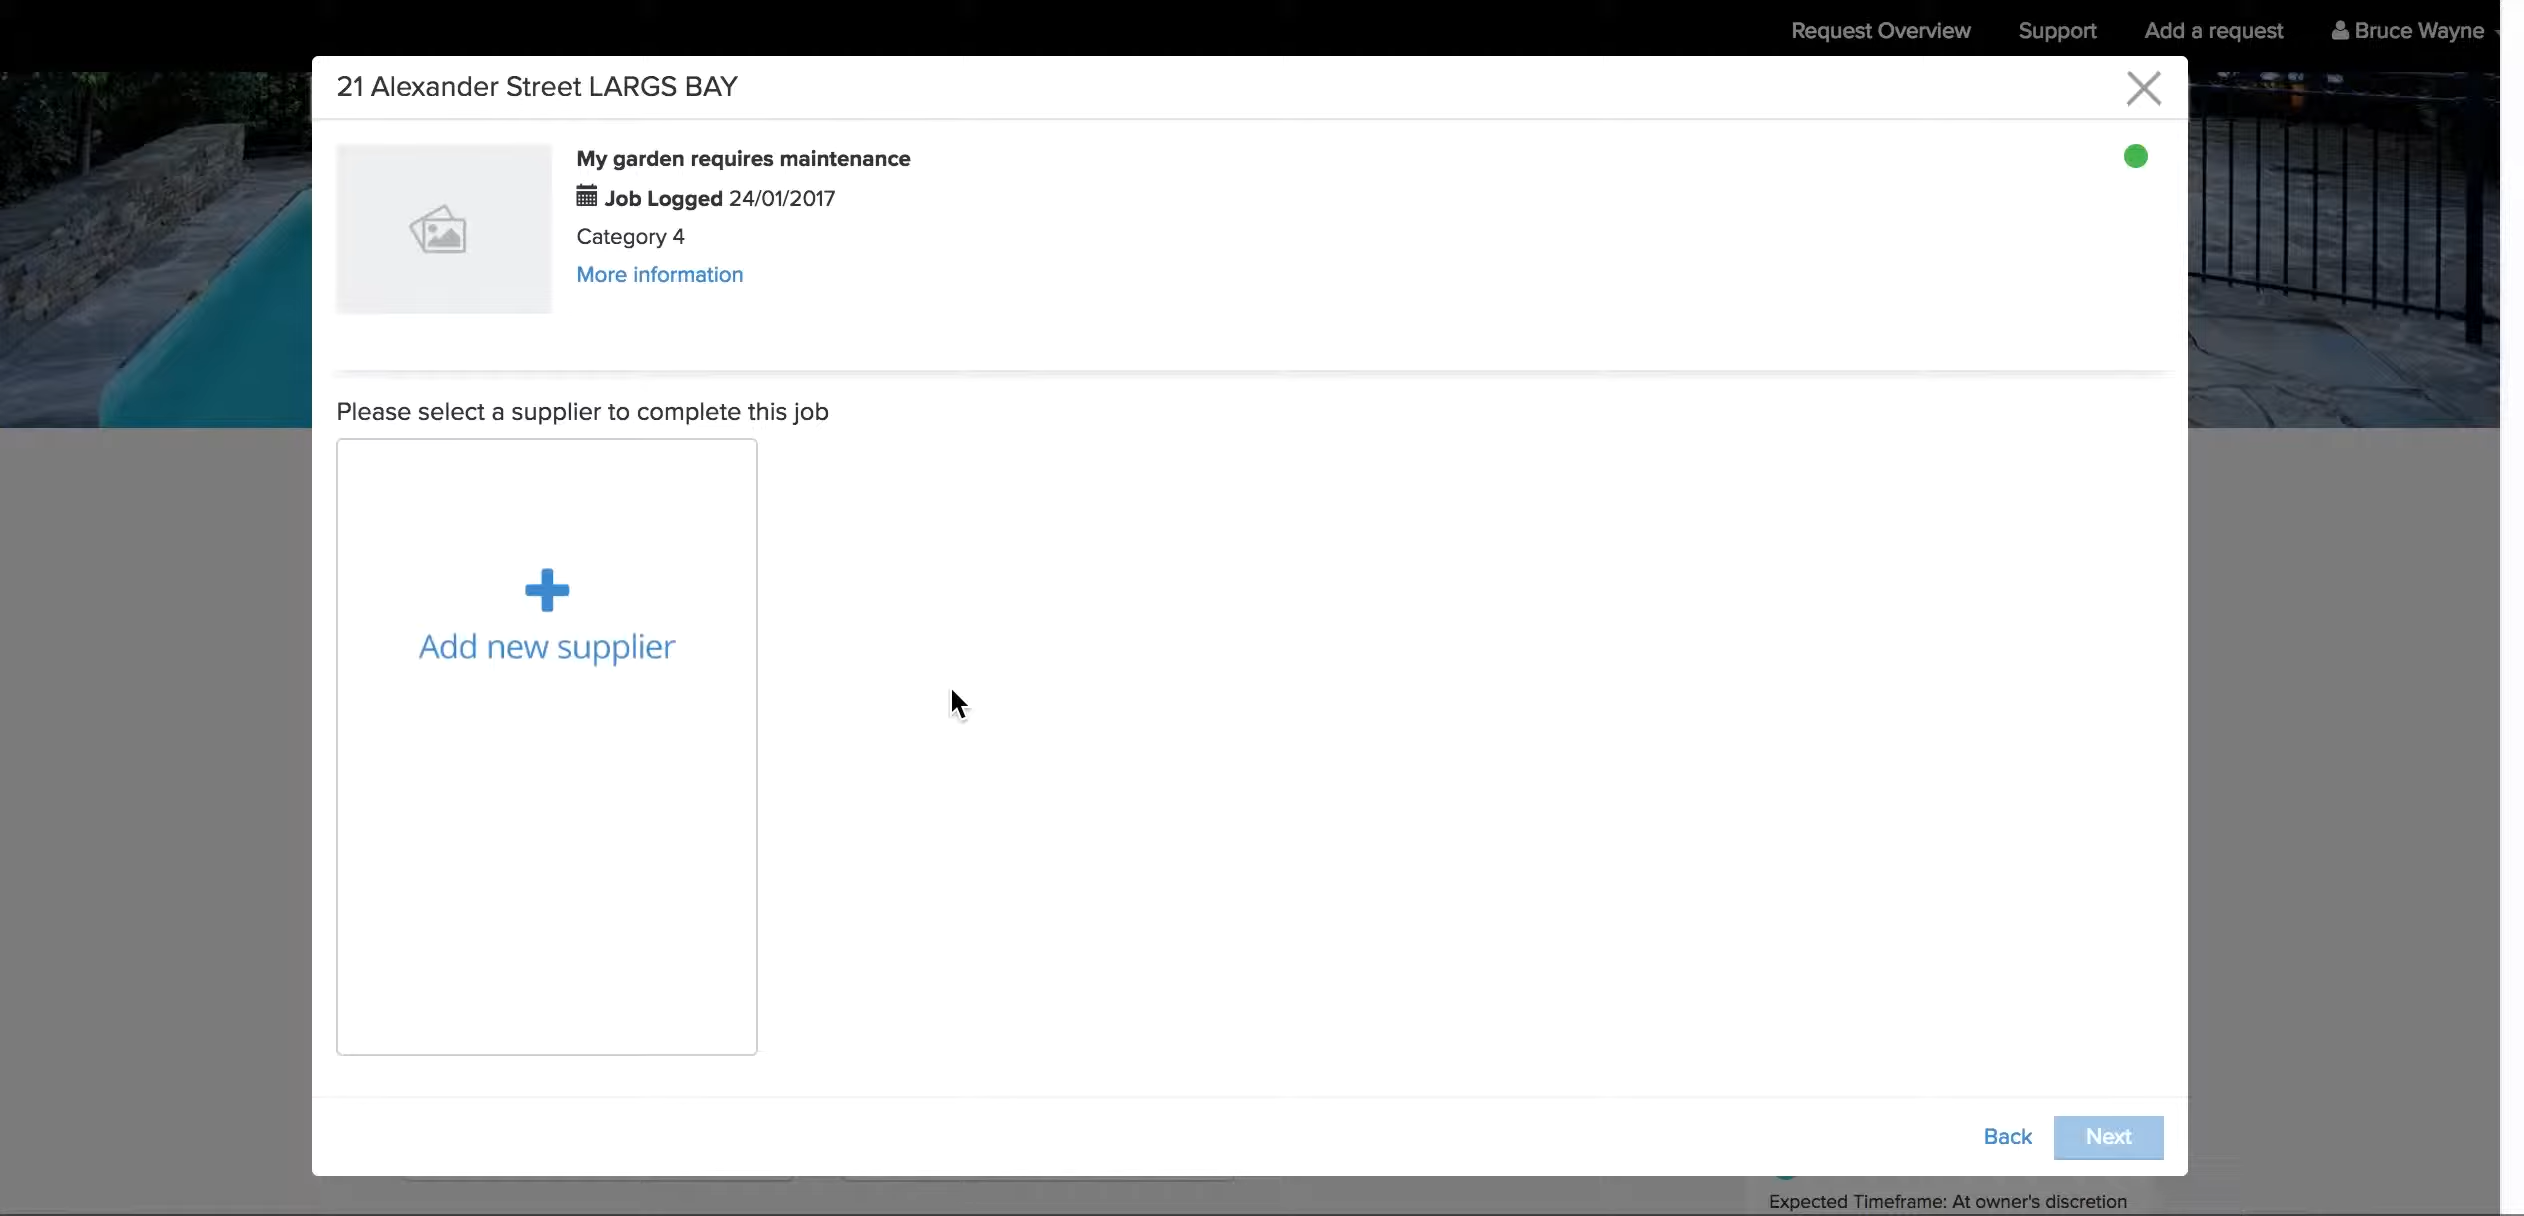 Request Overview Support Add a request Bruce Wayne
21 Alexander Street LARGS BAY
My garden requires maintenance
Job Logged 24/01/2017
Category 4
More information
Please select a supplier to complete this job
Add new supplier
Back Next
Expected Timeframe: At owner's discretion